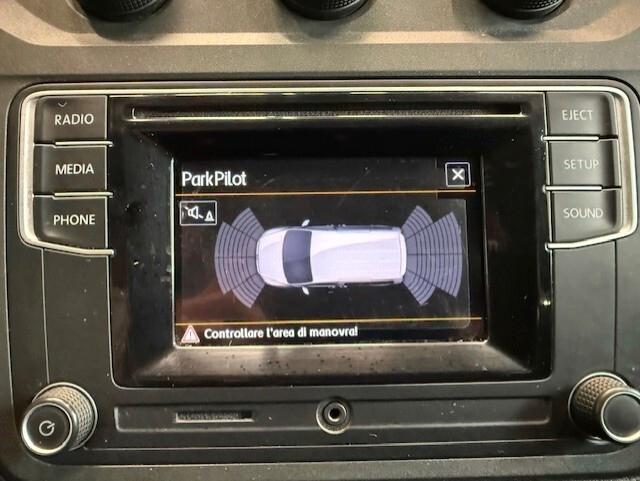 RADIO
MEDIA
PHONE
EJECT
SETUP
SOUND
ParkPilot
Controllare l'area di manovra!